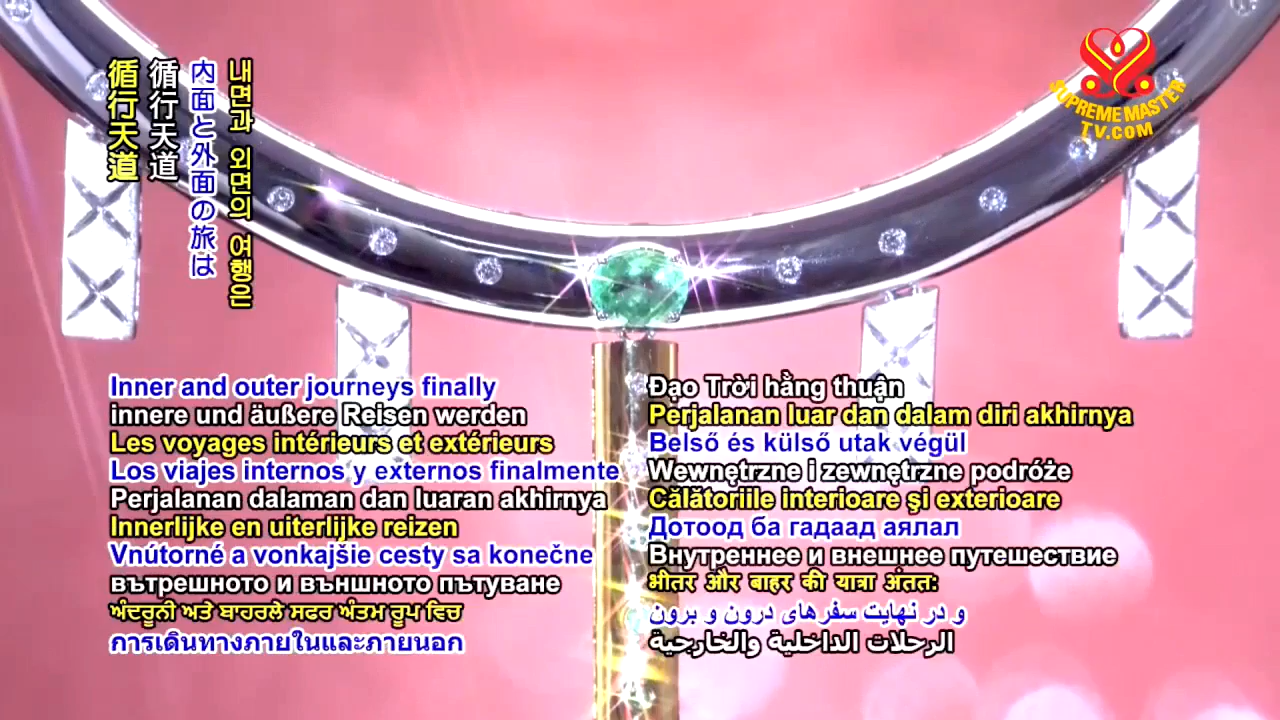 循行天道
循行天道
内面と外面の旅は
내면과 외면의 여행은
SUPREME MASTER
TV.COM
Inner and outer journeys finally
innere und äußere Reisen werden
Les voyages intérieurs et extérieurs
Los viajes internos y externos finalmente
Perjalanan dalaman dan luaran akhirnya
Innerlijke en uiterlijke reizen
Vnútorné a vonkajšie cesty sa konečne
вътрешното и външното пътуване
ਅੰਦਰੂਨੀ ਅਤੇ ਬਾਹਰਲੇ ਸਫਰ ਅੰਤਮ ਰੂਪ ਵਿਚ
การเดินทางภายในและภายนอก
Đạo Trời hằng thuận
Perjalanan luar dan dalam diri akhirnya
Belső és külső utak végül
Wewnętrzne i zewnętrzne podróże
Călătoriile interioare şi exterioare
Дотоод ба гадаад аялал
Внутреннее и внешнее путешествие
भीतर और बाहर की यात्रा अंतत:
و در نهایت سفرهای درون و برون
الرحلات الداخلية والخارجية